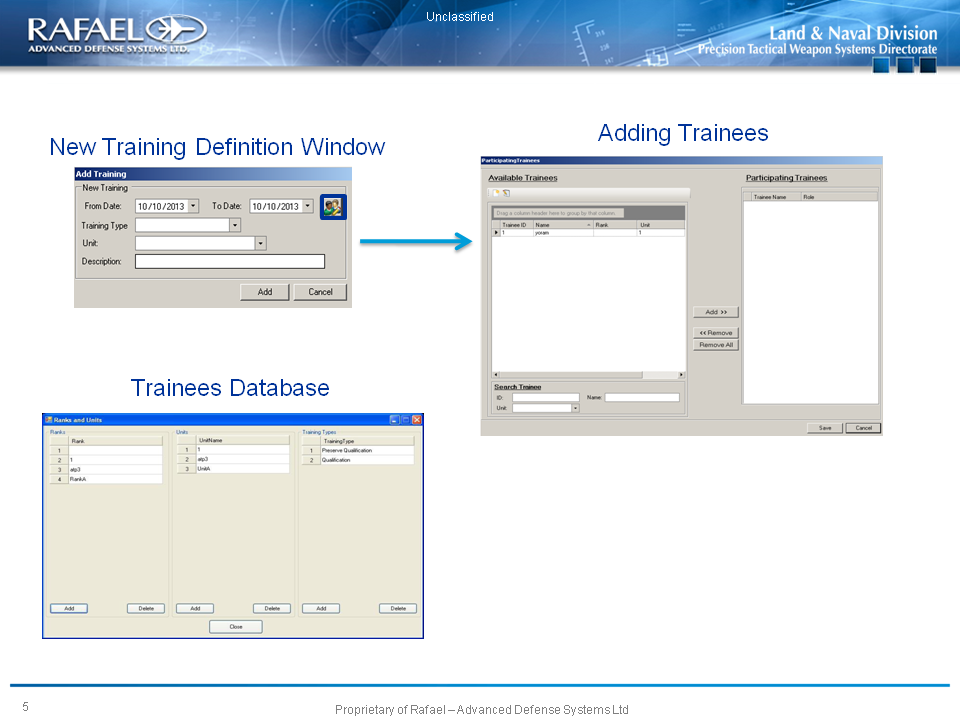 Unclassified
RAFAEL
ADVANCED DEFENSE SYSTEMS LTD.
Land & Naval Division
Precision Tactical Weapon Systems Directorate
New Training Definition Window
Add Training
New Training
From Date: 10/10/2013 To Date: 10/10/2013
Training Type
Unit:
Description:
Add Cancel
Adding Trainees
ParticipatingTrainees
Available Trainees
Participating Trainees
Drag a column header here to group by that column.
Trainee ID Name Rank Unit
1 yoram 1
Trainee Name Role
Add >>
<< Remove
Remove All
Search Trainee
ID: Name:
Unit:
Save Cancel
Trainees Database
Ranks and Units
Ranks Units Training Types
Rank UnitName TrainingType
1 1 1 1 Preserve Qualification
2 1 2 atp3 2 Qualification
3 atp3 3 UnitA
4 RankA
Add Delete Add Delete Add Delete
Close
5
Proprietary of Rafael – Advanced Defense Systems Ltd